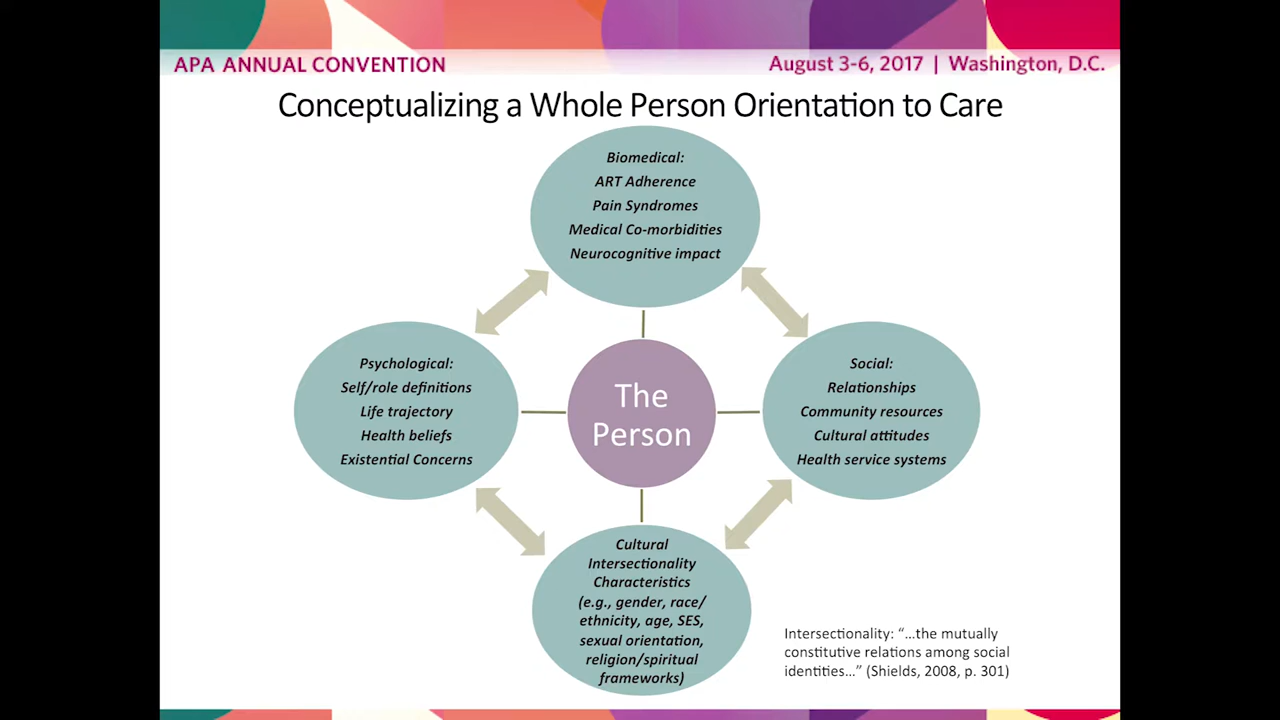 APA ANNUAL CONVENTION
August 3-6, 2017 | Washington, D.C.
Conceptualizing a Whole Person Orientation to Care
Biomedical:
ART Adherence
Pain Syndromes
Medical Co-morbidities
Neurocognitive impact
Psychological:
Self/role definitions
Life trajectory
Health beliefs
Existential Concerns
The
Person
Social:
Relationships
Community resources
Cultural attitudes
Health service systems
Cultural
Intersectionality
Characteristics
(e.g., gender, race/
ethnicity, age, SES,
sexual orientation,
religion/spiritual
frameworks)
Intersectionality: “…the mutually
constitutive relations among social
identities…” (Shields, 2008, p. 301)